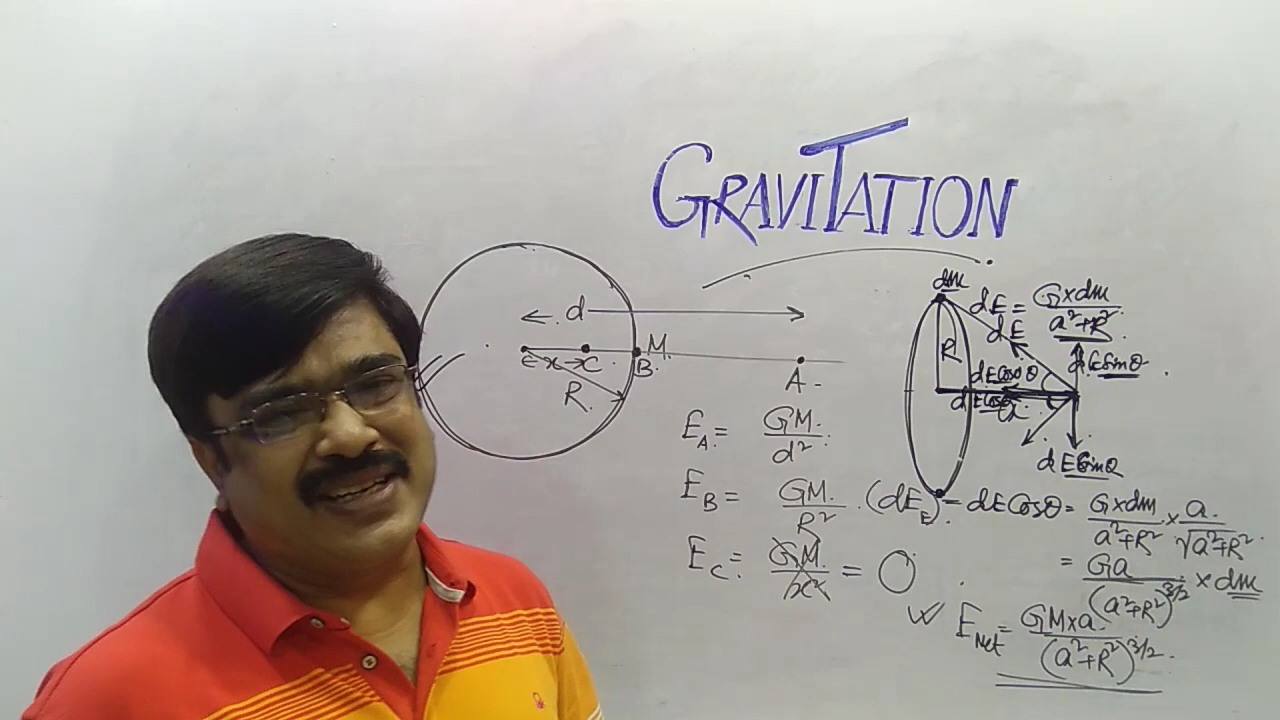 GRAVITATION
d
M.
x
C
B.
R.
A
E_A = GM/d²
E_B = GM/R²
E_C = GM/x² = 0
dm
dE = G×dm/a²+R²
dE
R
dE Sinθ
dE Cosθ
dE Cosθ
a
dE Sinθ
(dE_E) = dE Cosθ = G×dm/a²+R² × a/√a²+R²
= Ga/(a²+R²)^3/2 × dm
E_Net = GM×a/(a²+R²)^3/2